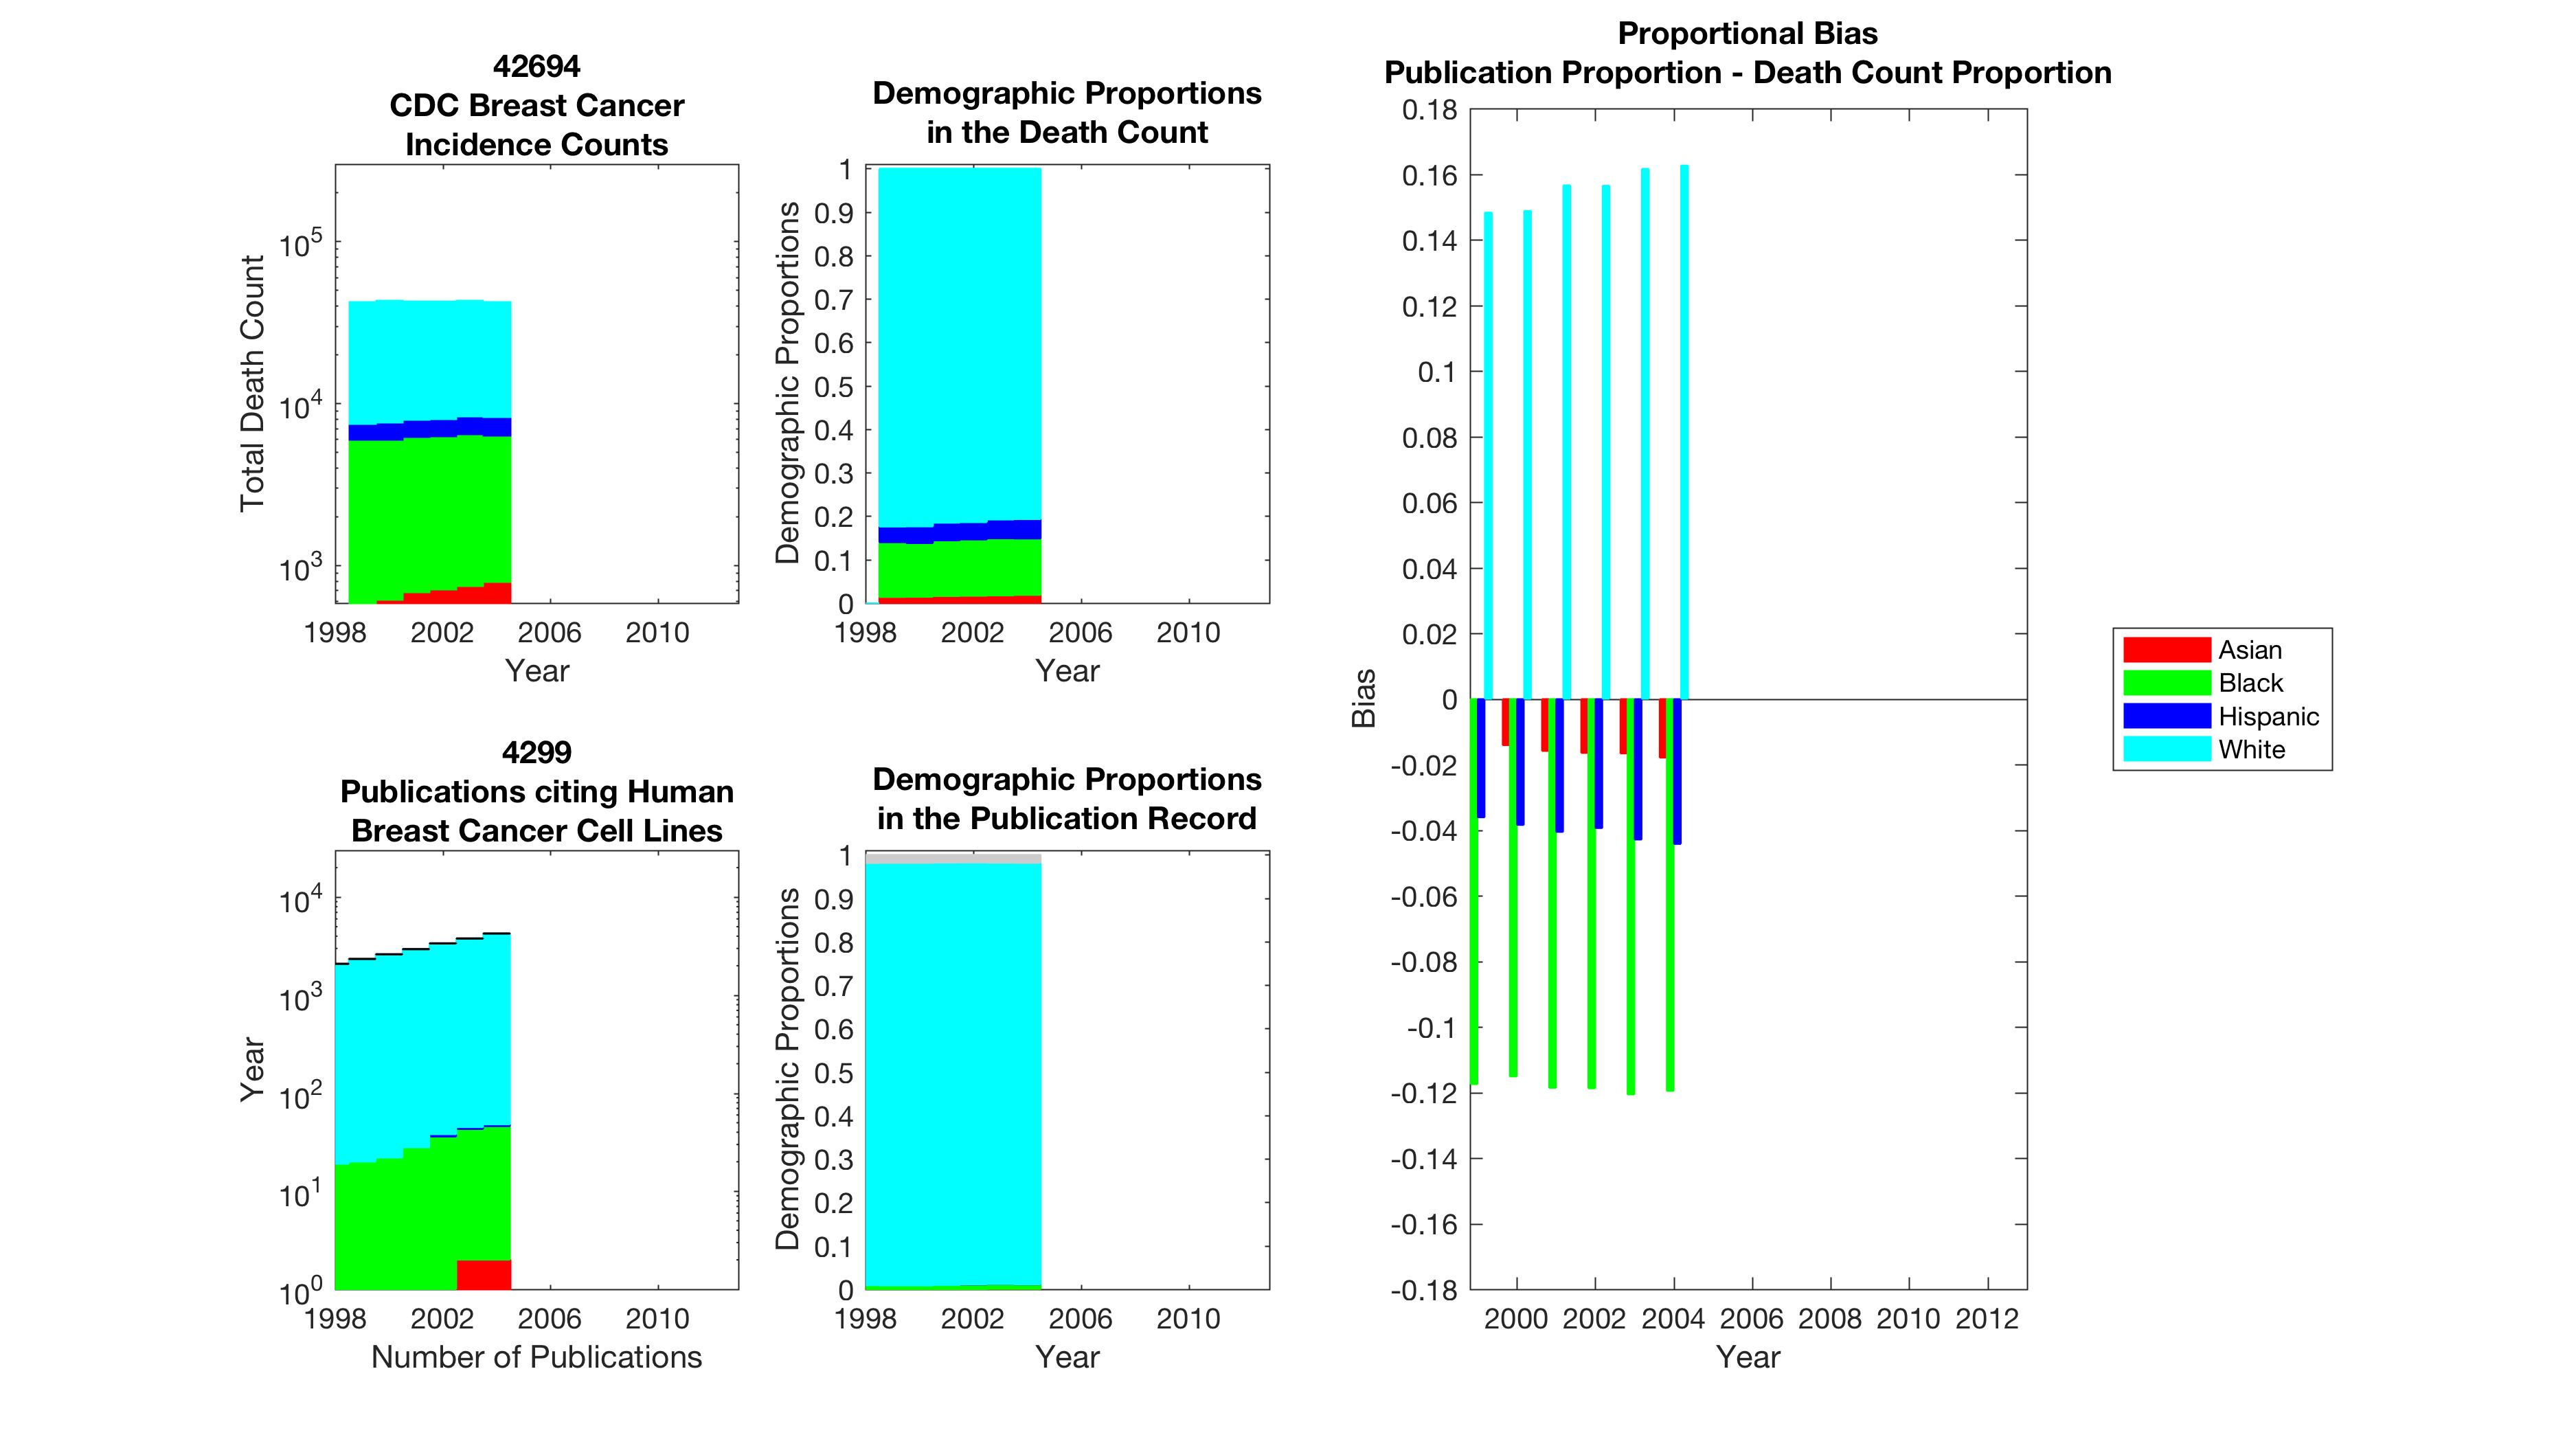 42694
CDC Breast Cancer
Incidence Counts
Total Death Count
10^5
10^4
10^3
1998 2002 2006 2010
Year
Demographic Proportions
in the Death Count
Demographic Proportions
1
0.9
0.8
0.7
0.6
0.5
0.4
0.3
0.2
0.1
0
1998 2002 2006 2010
Year
4299
Publications citing Human
Breast Cancer Cell Lines
Year
10^4
10^3
10^2
10^1
10^0
1998 2002 2006 2010
Number of Publications
Demographic Proportions
in the Publication Record
Demographic Proportions
1
0.9
0.8
0.7
0.6
0.5
0.4
0.3
0.2
0.1
0
1998 2002 2006 2010
Year
Proportional Bias
Publication Proportion - Death Count Proportion
Bias
0.18
0.16
0.14
0.12
0.1
0.08
0.06
0.04
0.02
0
-0.02
-0.04
-0.06
-0.08
-0.1
-0.12
-0.14
-0.16
-0.18
2000 2002 2004 2006 2008 2010 2012
Year
Asian
Black
Hispanic
White